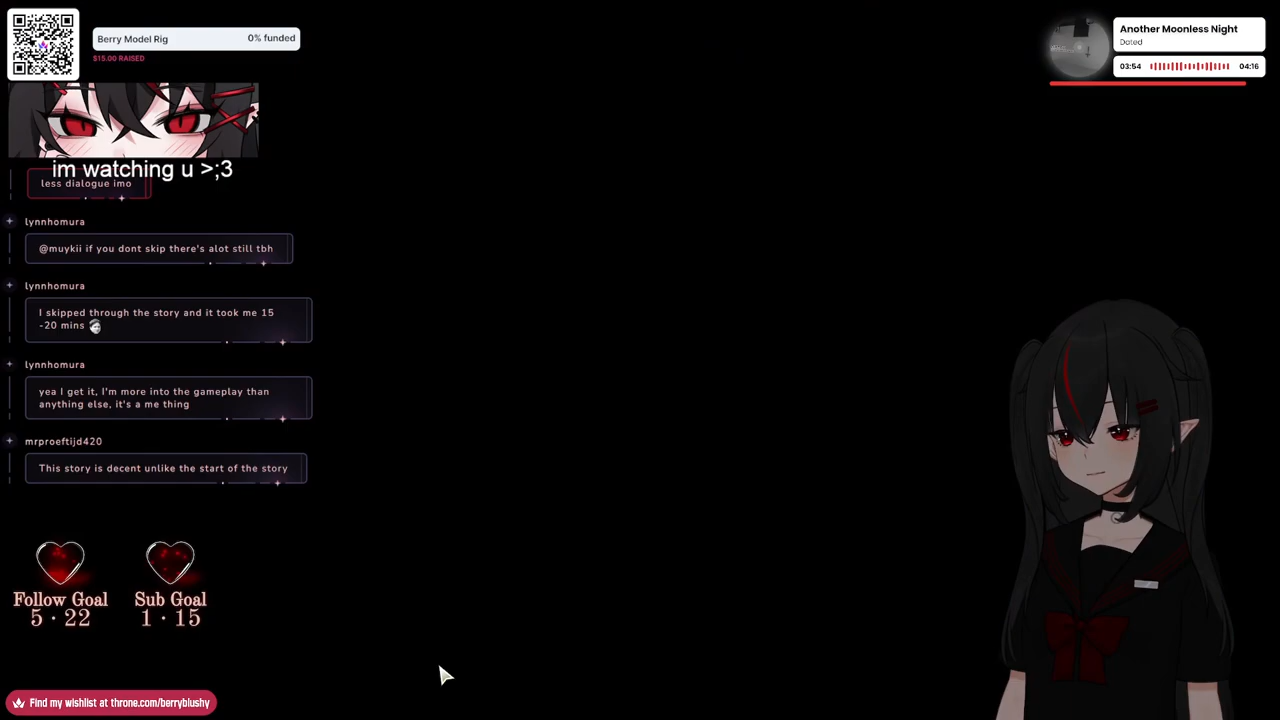 Berry Model Rig
0% funded
$15.00 RAISED
Another Moonless Night
Dated
03:54
04:16
im watching u >;3
less dialogue imo
lynnhomura
@muykii if you dont skip there's alot still tbh
lynnhomura
I skipped through the story and it took me 15
-20 mins
lynnhomura
yea I get it, I'm more into the gameplay than
anything else, it's a me thing
mrproeftijd420
This story is decent unlike the start of the story
Follow Goal
5 · 22
Sub Goal
1 · 15
Find my wishlist at throne.com/berryblushy